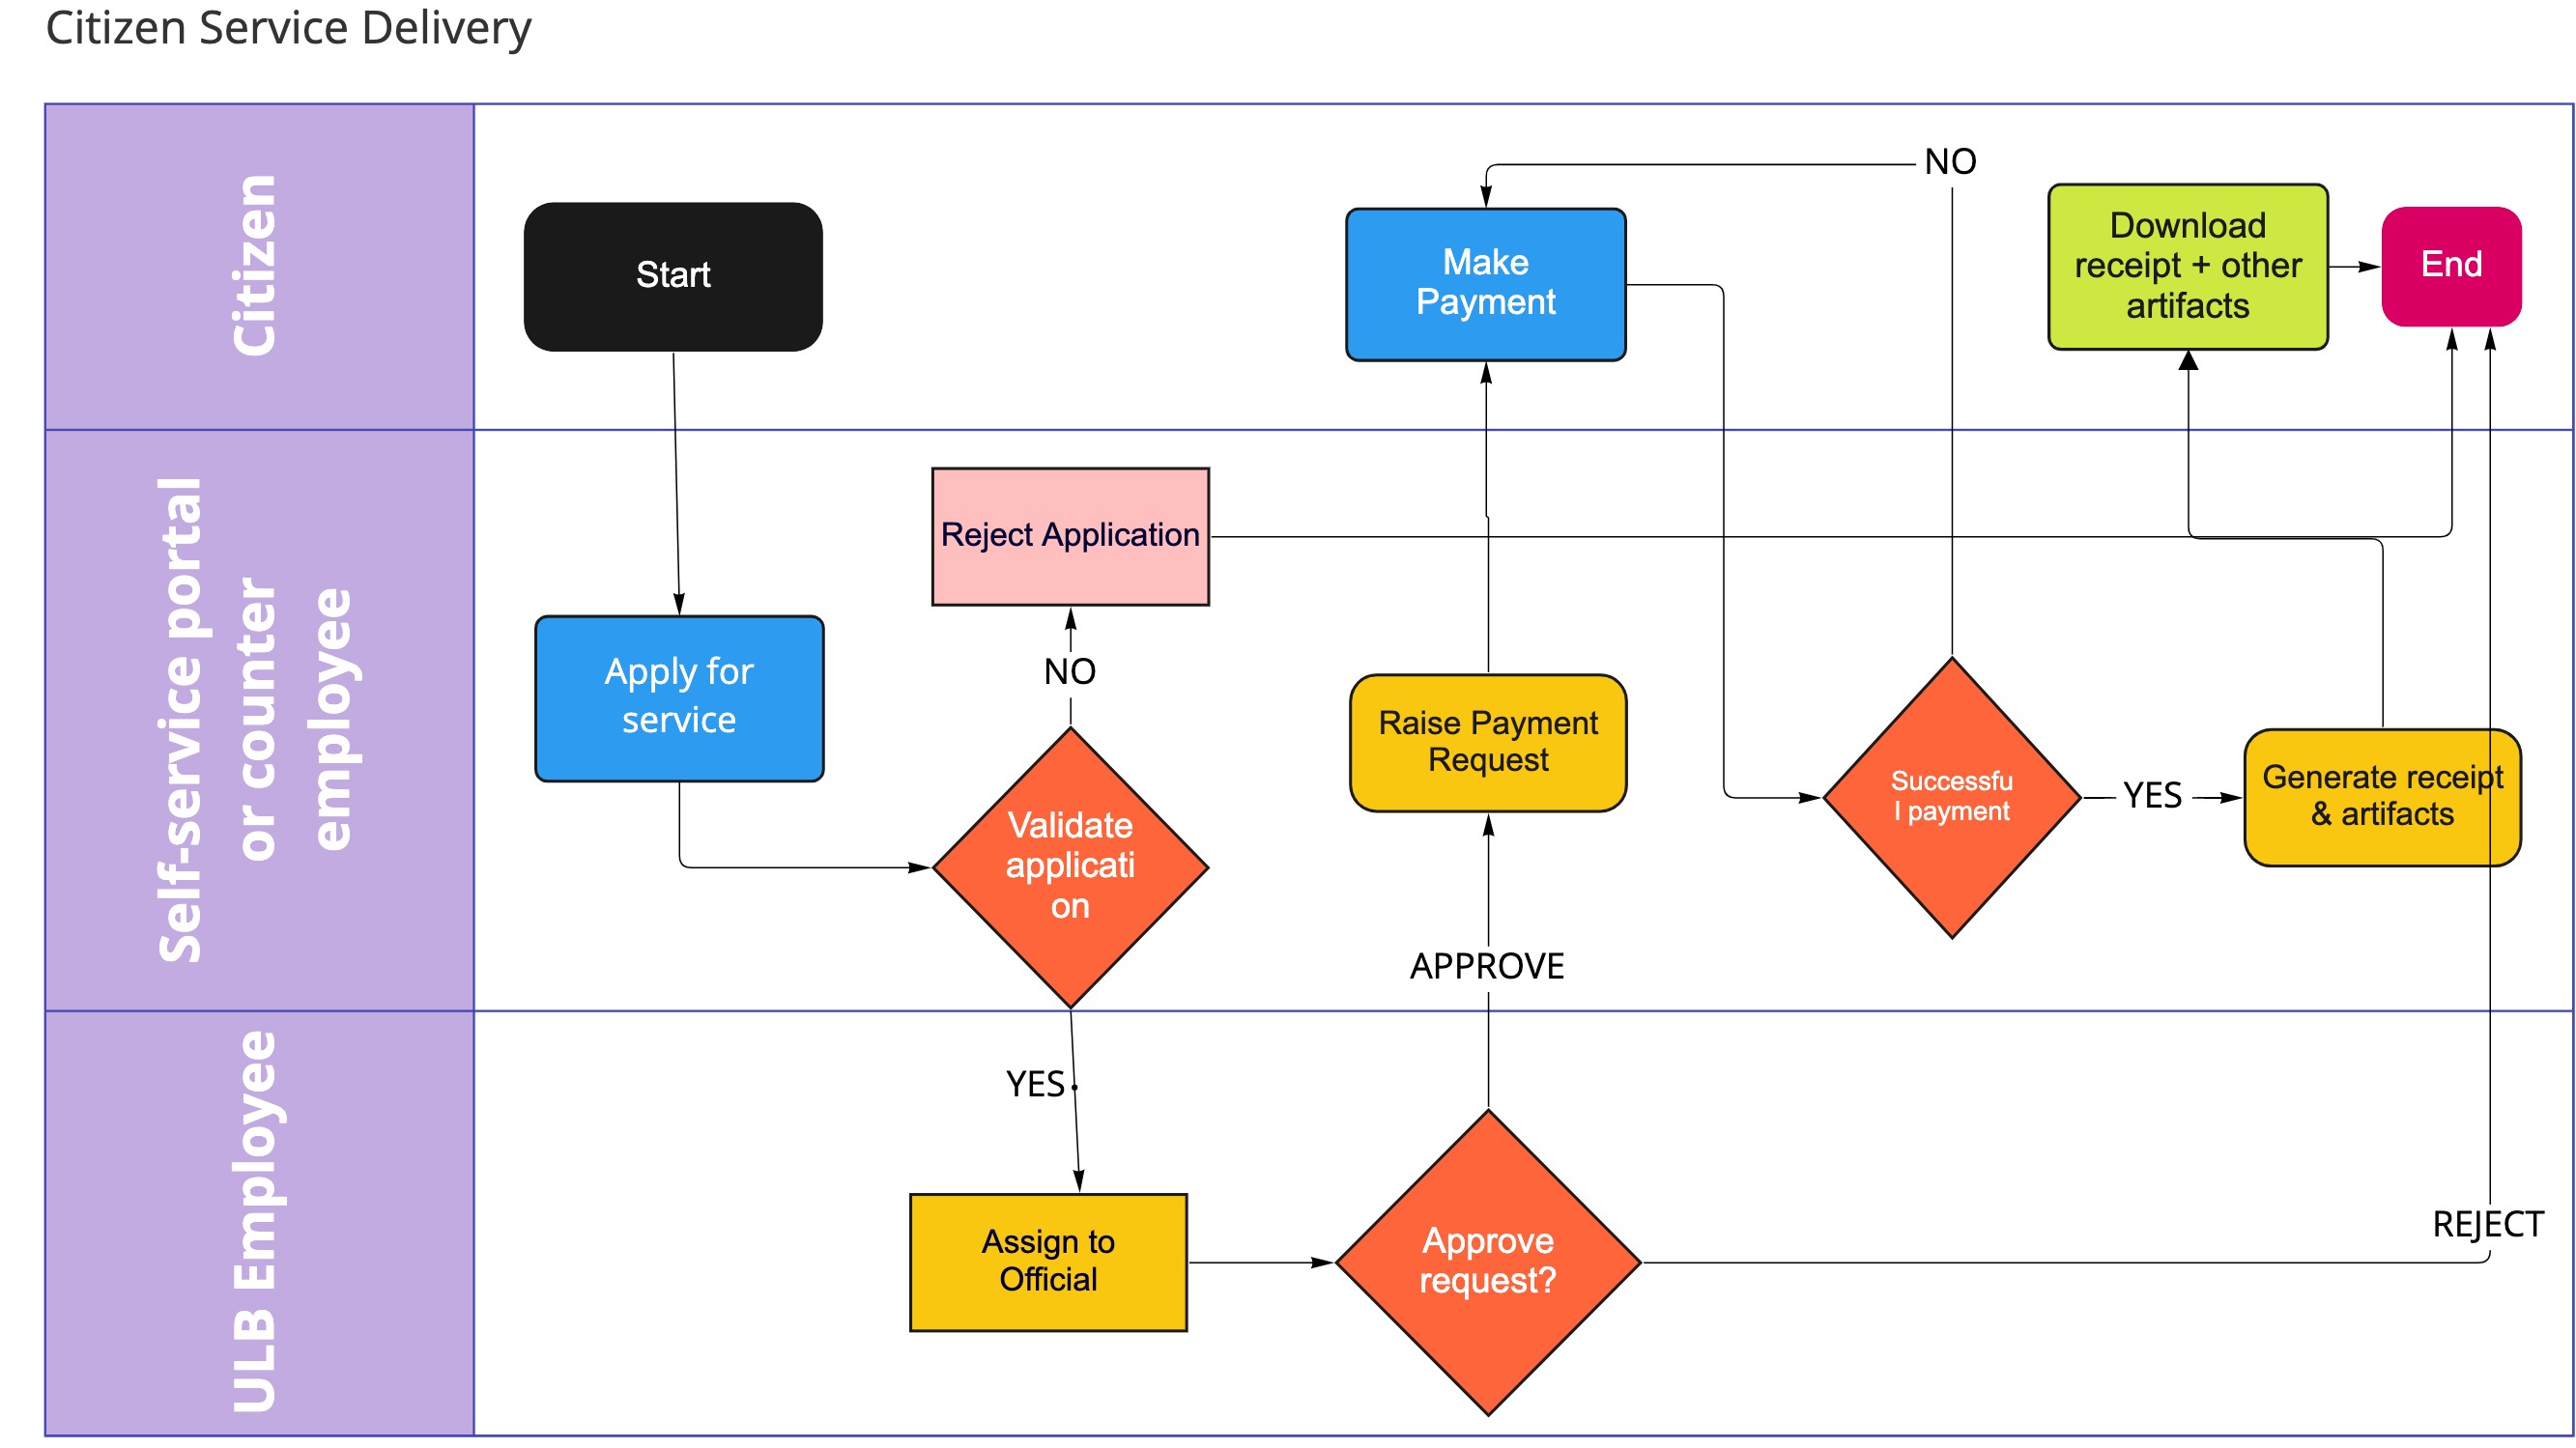 Citizen Service Delivery
Citizen
Start
Make
Payment
NO
Download
receipt + other
artifacts
End
Self-service portal
or counter
employee
Reject Application
Apply for
service
NO
Validate
applicati
on
Raise Payment
Request
APPROVE
Successfu
l payment
YES
Generate receipt
& artifacts
ULB Employee
YES
Assign to
Official
Approve
request?
REJECT